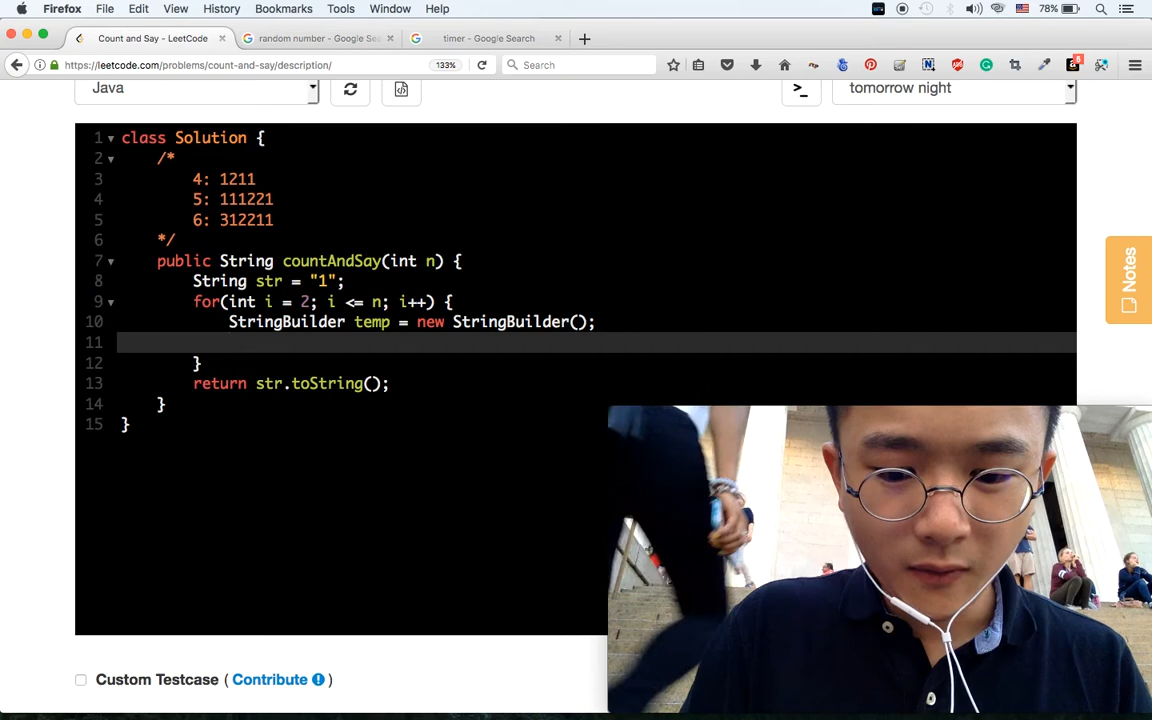 Firefox File Edit View History Bookmarks Tools Window Help 78%
Count and Say - LeetCode random number - Google Sea timer - Google Search
https://leetcode.com/problems/count-and-say/description/ 133% Search 6
Java >_ tomorrow night
1 class Solution {
2 /*
3 4: 1211
4 5: 111221
5 6: 312211
6 */
7 public String countAndSay(int n) {
8 String str = "1";
9 for(int i = 2; i <= n; i++) {
10 StringBuilder temp = new StringBuilder();
11
12 }
13 return str.toString();
14 }
15 }
Notes
Custom Testcase ( Contribute )